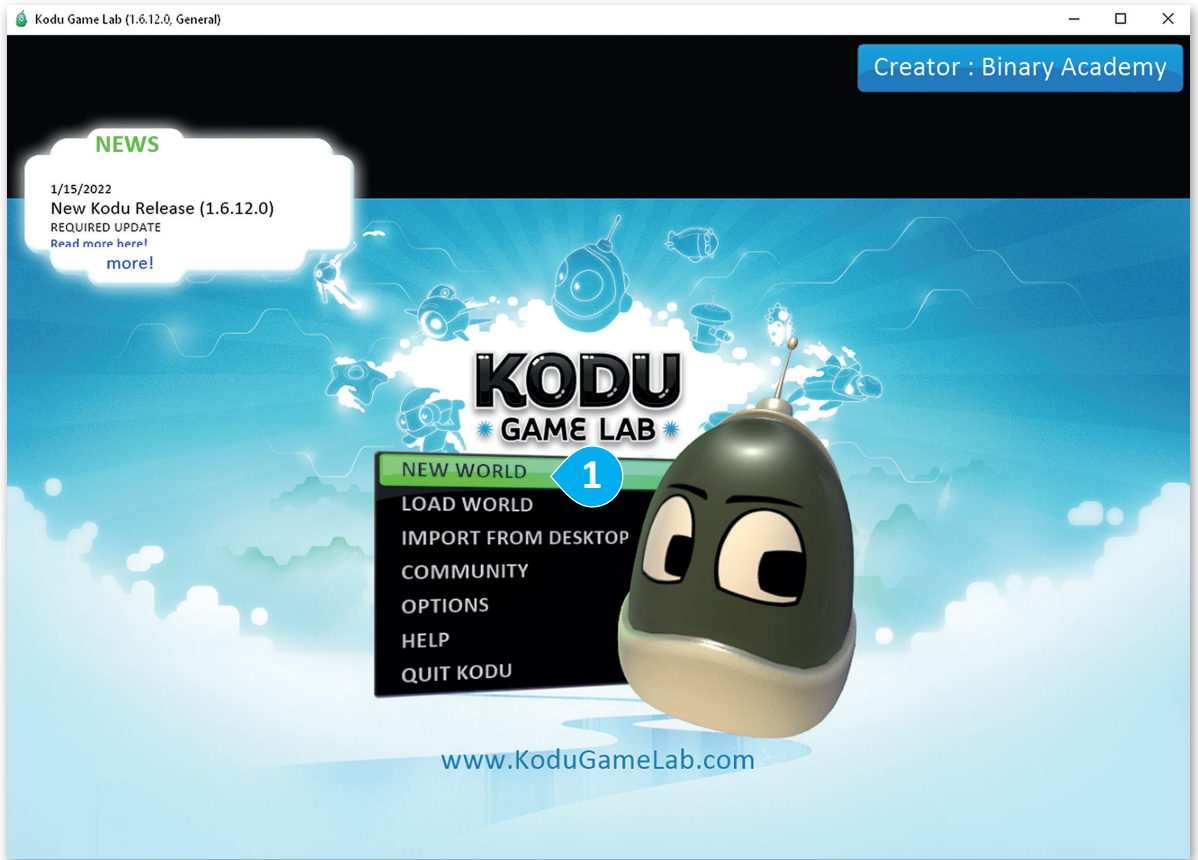 Kodu Game Lab (1.6.12.0, General)
Creator : Binary Academy
NEWS
1/15/2022
New Kodu Release (1.6.12.0)
REQUIRED UPDATE
Read more here!
more!
KODU
GAME LAB
NEW WORLD
1
LOAD WORLD
IMPORT FROM DESKTOP
COMMUNITY
OPTIONS
HELP
QUIT KODU
www.KoduGameLab.com